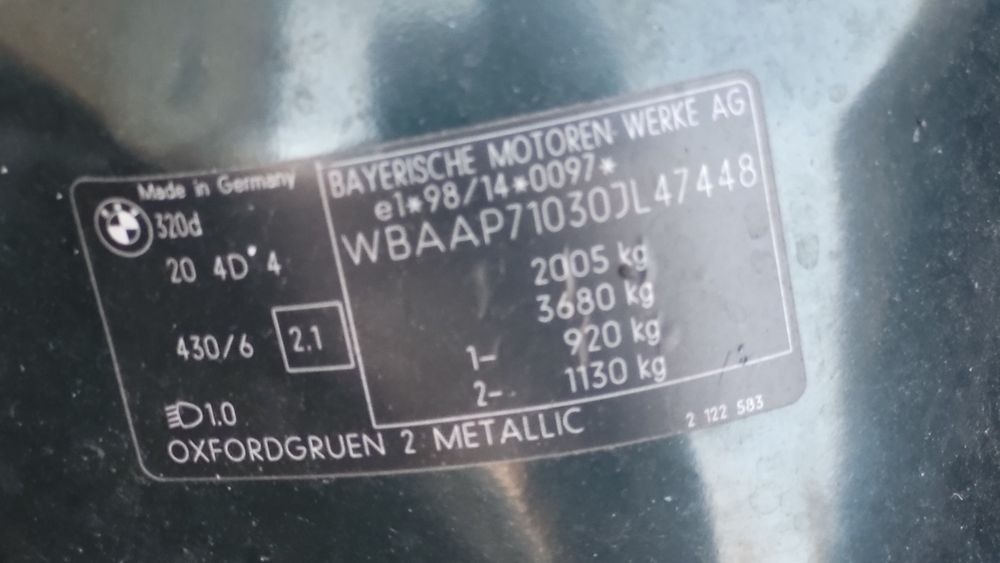 Made in Germany
320d
20 4D*4
430/6 2.1
1.0
BAYERISCHE MOTOREN WERKE AG
e1*98/14*0097*
WBAAP71030JL47448
2005 kg
3680 kg
1- 920 kg
2- 1130 kg
OXFORDGRUEN 2 METALLIC
2 122 583